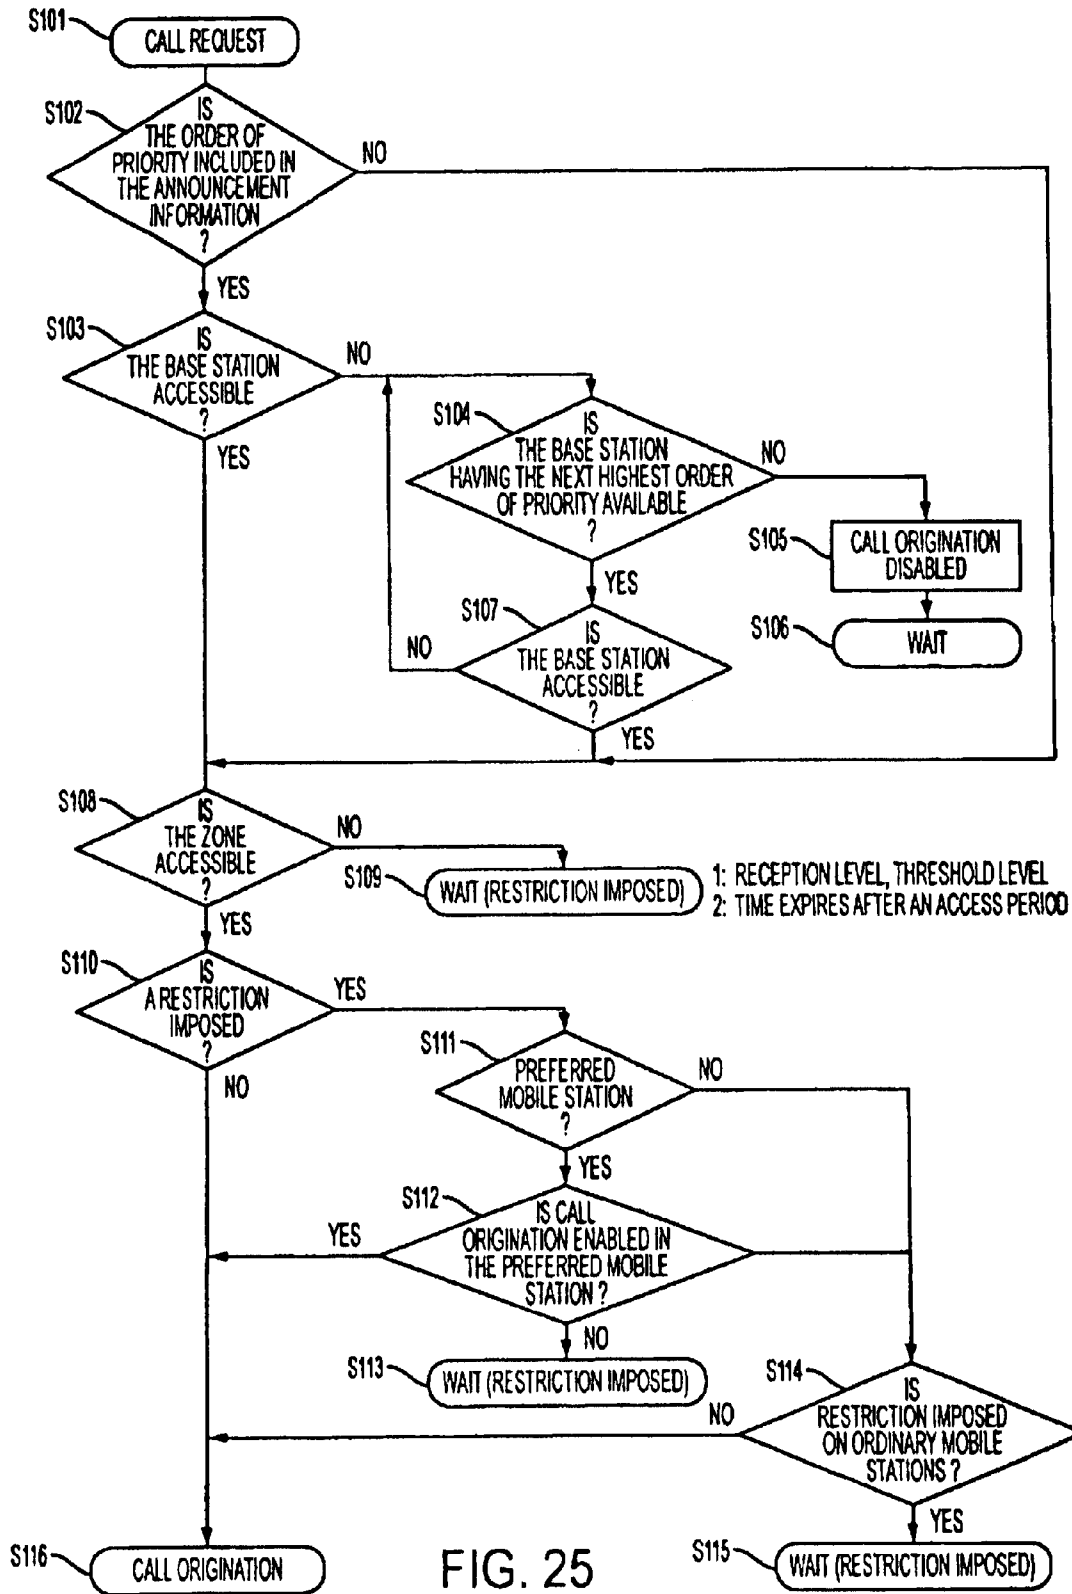 S101
CALL REQUEST
S102
IS
THE ORDER OF
PRIORITY INCLUDED IN
THE ANNOUNCEMENT
INFORMATION
?
NO
YES
S103
IS
THE BASE STATION
ACCESSIBLE
?
NO
YES
S104
IS
THE BASE STATION
HAVING THE NEXT HIGHEST ORDER
OF PRIORITY AVAILABLE
?
NO
YES
S105
CALL ORIGINATION
DISABLED
S106
WAIT
S107
IS
THE BASE STATION
ACCESSIBLE
?
NO
YES
S108
IS
THE ZONE
ACCESSIBLE
?
NO
YES
S109
WAIT (RESTRICTION IMPOSED)
1: RECEPTION LEVEL, THRESHOLD LEVEL
2: TIME EXPIRES AFTER AN ACCESS PERIOD
S110
IS
A RESTRICTION
IMPOSED
?
YES
NO
S111
PREFERRED
MOBILE STATION
?
NO
YES
S112
IS CALL
ORIGINATION ENABLED IN
THE PREFERRED MOBILE
STATION ?
YES
NO
S113
WAIT (RESTRICTION IMPOSED)
S114
IS
RESTRICTION IMPOSED
ON ORDINARY MOBILE
STATIONS ?
NO
YES
S115
WAIT (RESTRICTION IMPOSED)
S116
CALL ORIGINATION
FIG. 25